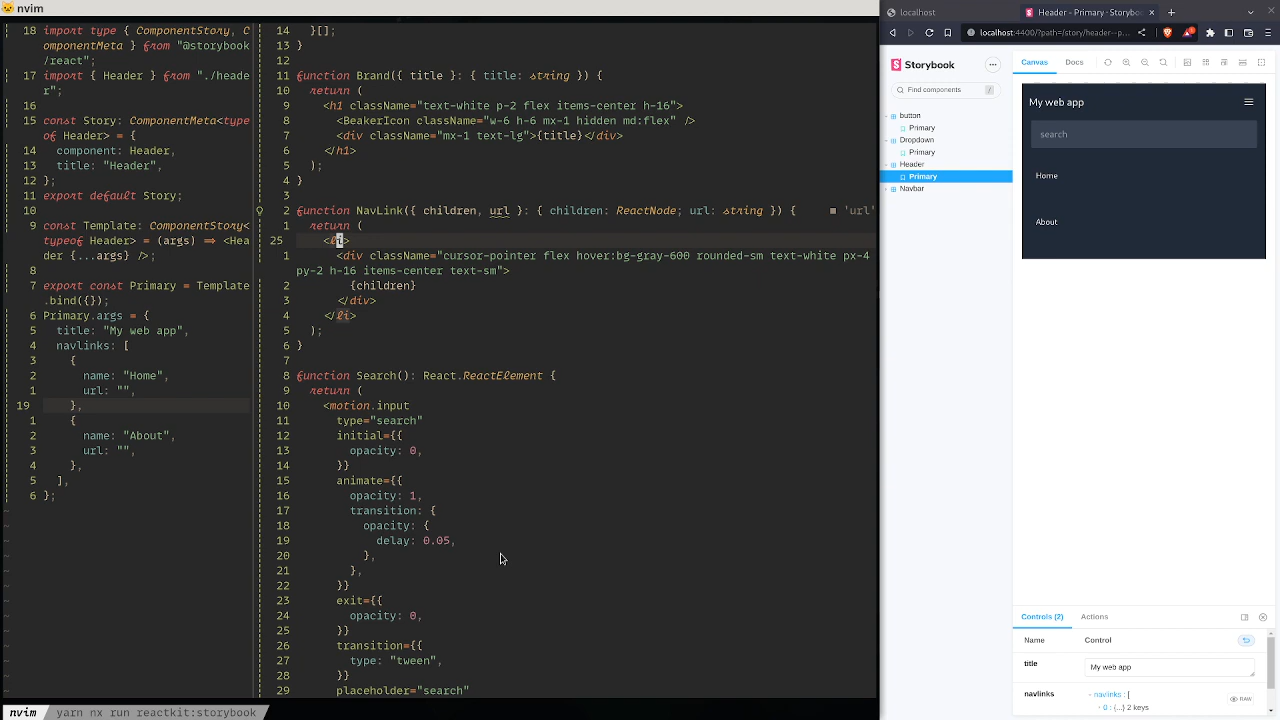 nvim
18 import type { ComponentStory, C
omponentMeta } from "@storybook
/react";
17 import { Header } from "./heade
r";
16
15 const Story: ComponentMeta<type
of Header> = {
14 component: Header,
13 title: "Header",
12 };
11 export default Story;
10
9 const Template: ComponentStory<
typeof Header> = (args) => <Hea
der {...args} />;
8
7 export const Primary = Template
.bind({});
6 Primary.args = {
5 title: "My web app",
4 navlinks: [
3 {
2 name: "Home",
1 url: "",
19 },
1 {
2 name: "About",
3 url: "",
4 },
5 ],
6 };
14 }[];
13 }
12
11 function Brand({ title }: { title: string }) {
10 return (
9 <h1 className="text-white p-2 flex items-center h-16">
8 <BeakerIcon className="w-6 h-6 mx-1 hidden md:flex" />
7 <div className="mx-1 text-lg">{title}</div>
6 </h1>
5 );
4 }
3
2 function NavLink({ children, url }: { children: ReactNode; url: string }) { ■ 'url'
1 return (
25 <li>
1 <div className="cursor-pointer flex hover:bg-gray-600 rounded-sm text-white px-4
py-2 h-16 items-center text-sm">
2 {children}
3 </div>
4 </li>
5 );
6 }
7
8 function Search(): React.ReactElement {
9 return (
10 <motion.input
11 type="search"
12 initial={{
13 opacity: 0,
14 }}
15 animate={{
16 opacity: 1,
17 transition: {
18 opacity: {
19 delay: 0.05,
20 },
21 },
22 }}
23 exit={{
24 opacity: 0,
25 }}
26 transition={{
27 type: "tween",
28 }}
29 placeholder="search"
nvim yarn nx run reactkit:storybook
localhost
Header - Primary - Storyboo
localhost:4400/?path=/story/header--p...
Storybook
Find components /
button
Primary
Dropdown
Primary
Header
Primary
Navbar
Canvas Docs
My web app
search
Home
About
Controls (2) Actions
Name Control
title My web app
navlinks - navlinks : [
RAW
0 : {...} 2 keys